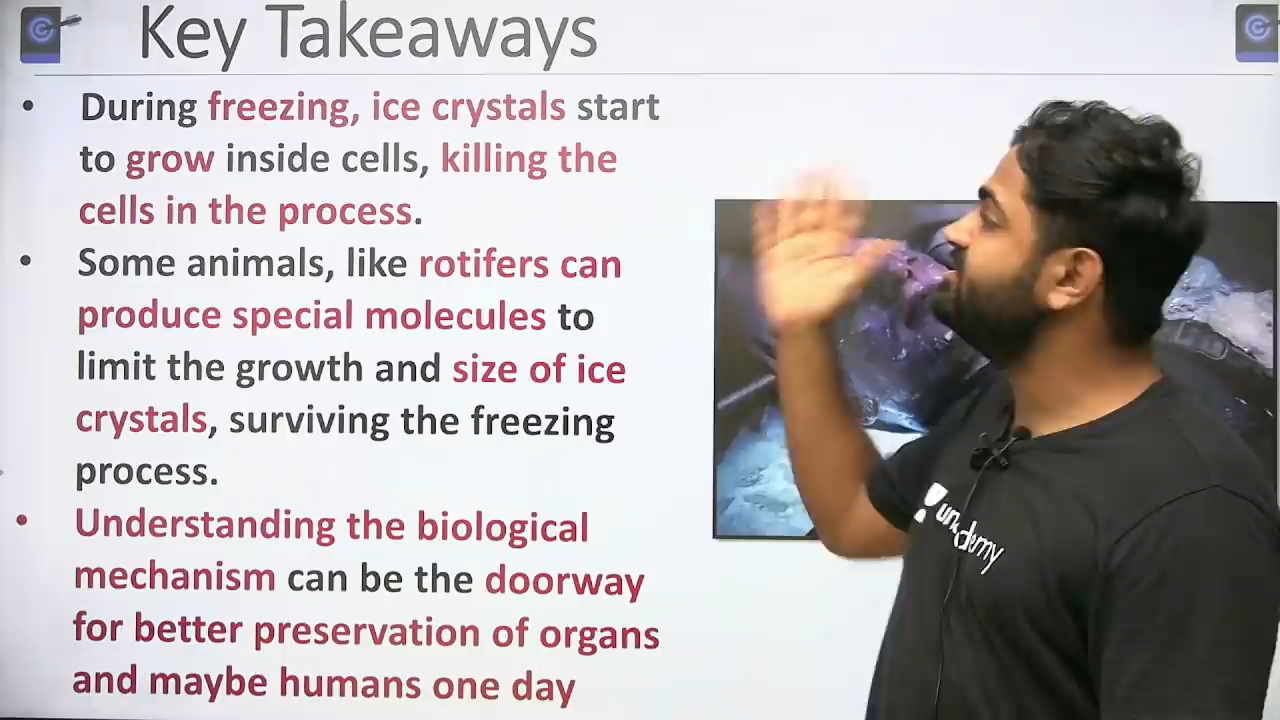 Key Takeaways
• During freezing, ice crystals start
to grow inside cells, killing the
cells in the process.
• Some animals, like rotifers can
produce special molecules to
limit the growth and size of ice
crystals, surviving the freezing
process.
• Understanding the biological
mechanism can be the doorway
for better preservation of organs
and maybe humans one day
unacademy